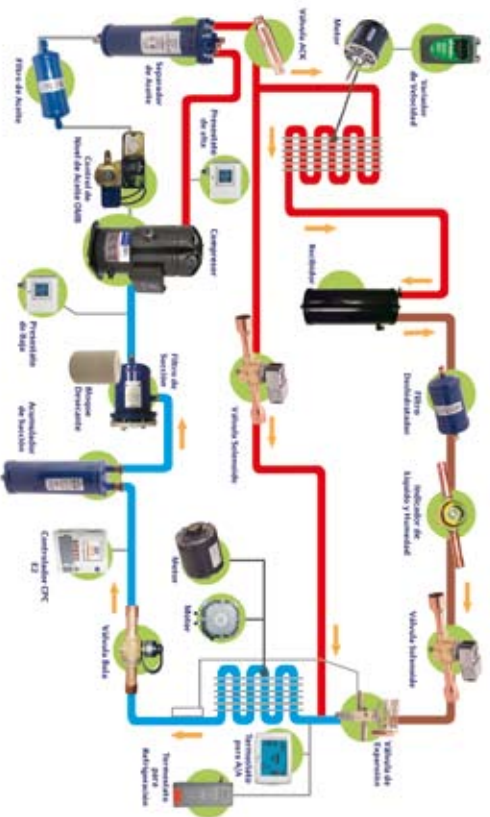 Variador
de Velocidad
Motor
Válvula ACK
Separador
de Aceite
Filtro de Aceite
Recibidor
Presostato
de alta
Control de
Nivel de Aceite OMB
Compresor
Filtro
Deshidratador
Válvula Solenoide
Filtro de
Succión
Bloque
Desecante
Presostato
de Baja
Indicador de
Líquido y Humedad
Acumulador
de Succión
Válvula Solenoide
Motor
Motor
Controlador CPC
E2
Válvula de
Expansión
Termostato
para A/A
Válvula Bola
Termostato
para
Refrigeración